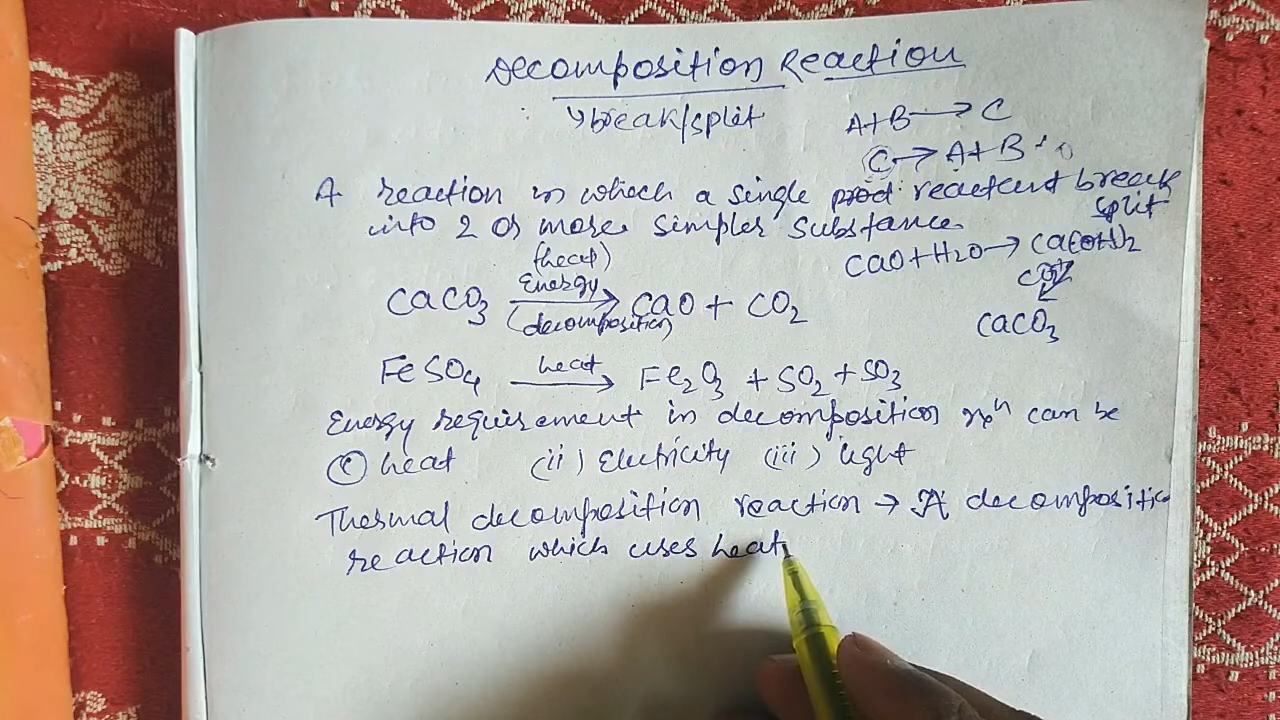 Decomposition Reaction
↳break/split
A+B → C
C → A+B
A reaction in which a single reactant break
into 2 or more simpler substance split
CaO+H2O → Ca(OH)2
CO2
CaCO3
(heat)
Energy
CaCO3 → CaO + CO2
(decomposition)
heat
FeSO4 → Fe2O3 + SO2 + SO3
Energy requirement in decomposition rxn can be
(i) heat (ii) Electricity (iii) light
Thermal decomposition reaction → A decompositio
reaction which uses heat